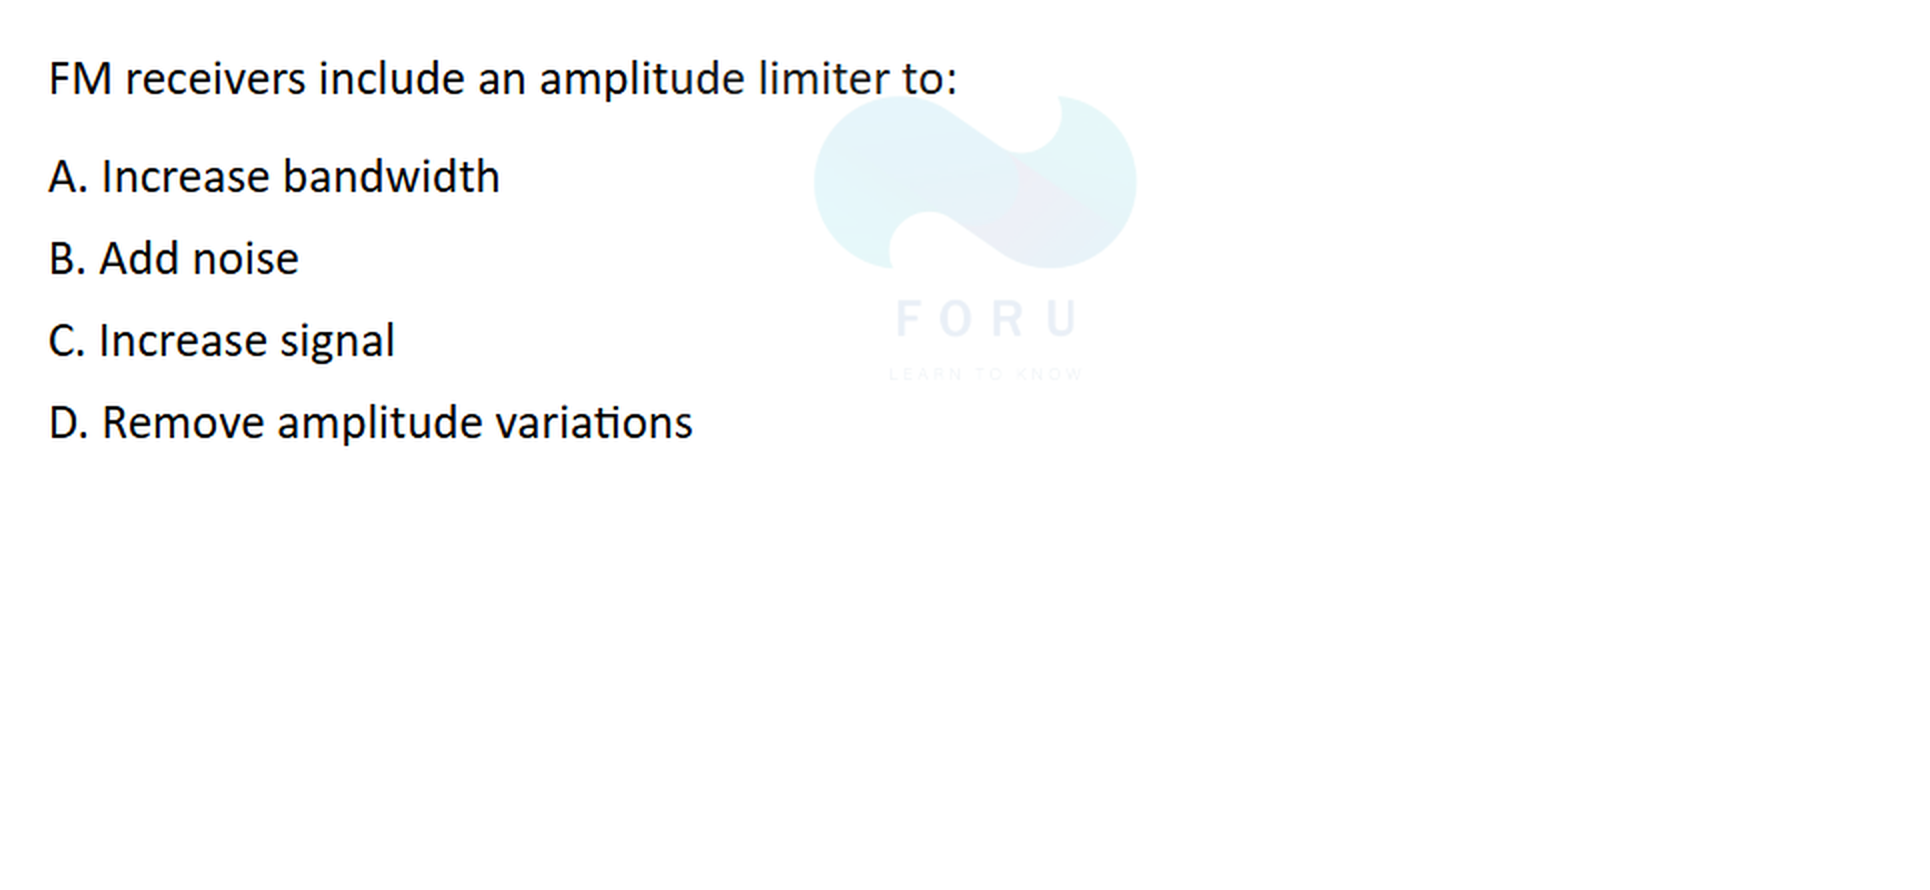 FM receivers include an amplitude limiter to:
A. Increase bandwidth
B. Add noise
C. Increase signal
D. Remove amplitude variations
FORU
LEARN TO KNOW